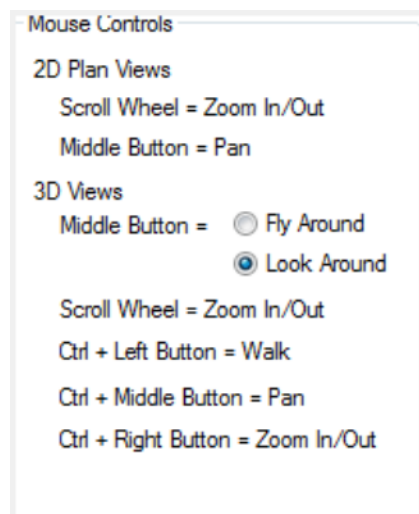 Mouse Controls
2D Plan Views
Scroll Wheel = Zoom In/Out
Middle Button = Pan
3D Views
Middle Button = Fly Around
Look Around
Scroll Wheel = Zoom In/Out
Ctrl + Left Button = Walk
Ctrl + Middle Button = Pan
Ctrl + Right Button = Zoom In/Out